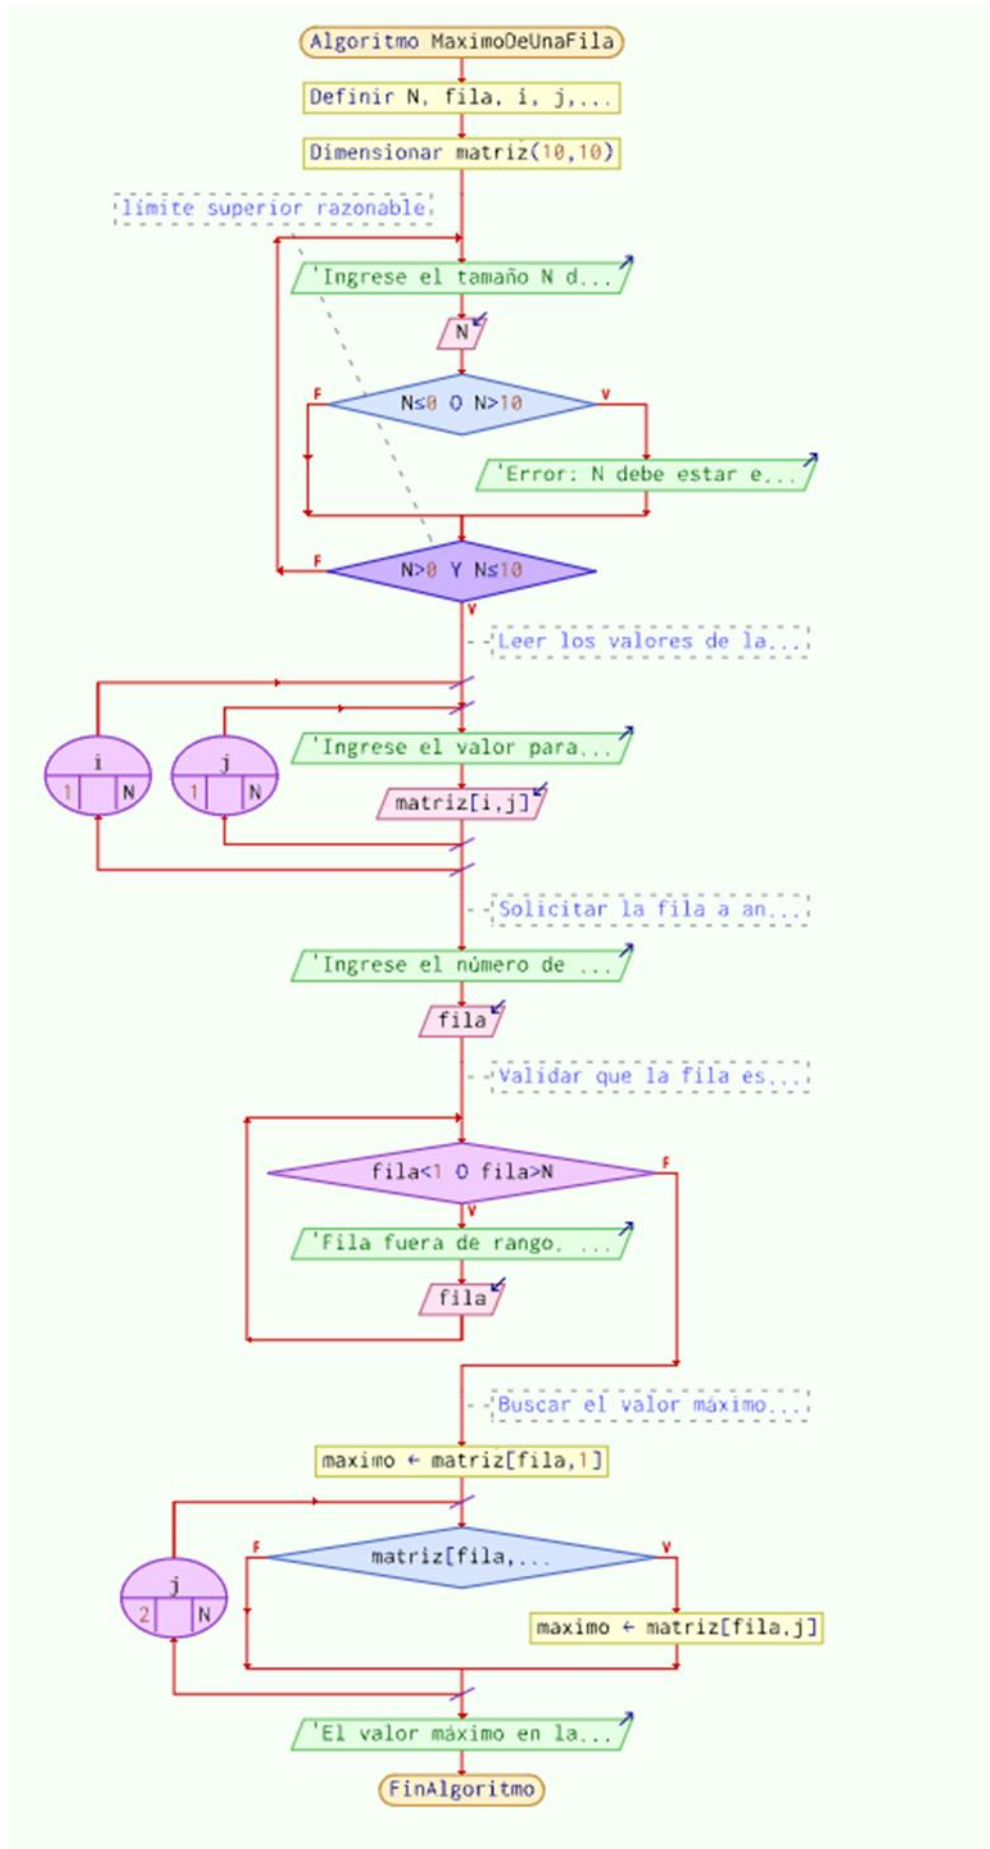 Algoritmo MaximoDeUnaFila
Definir N, fila, i, j,...
Dimensionar matriz(10,10)
límite superior razonable
'Ingrese el tamaño N d...
N
N≤0 O N>10
F
V
'Error: N debe estar e...
N>0 Y N≤10
F
V
Leer los valores de la...
i
1
N
j
1
N
'Ingrese el valor para...
matriz[i,j]
Solicitar la fila a an...
'Ingrese el número de ...
fila
Validar que la fila es...
fila<1 O fila>N
F
V
'Fila fuera de rango. ...
fila
Buscar el valor máximo...
maximo ← matriz[fila,1]
matriz[fila,...
F
V
j
2
N
maximo ← matriz[fila,j]
'El valor máximo en la...
FinAlgoritmo